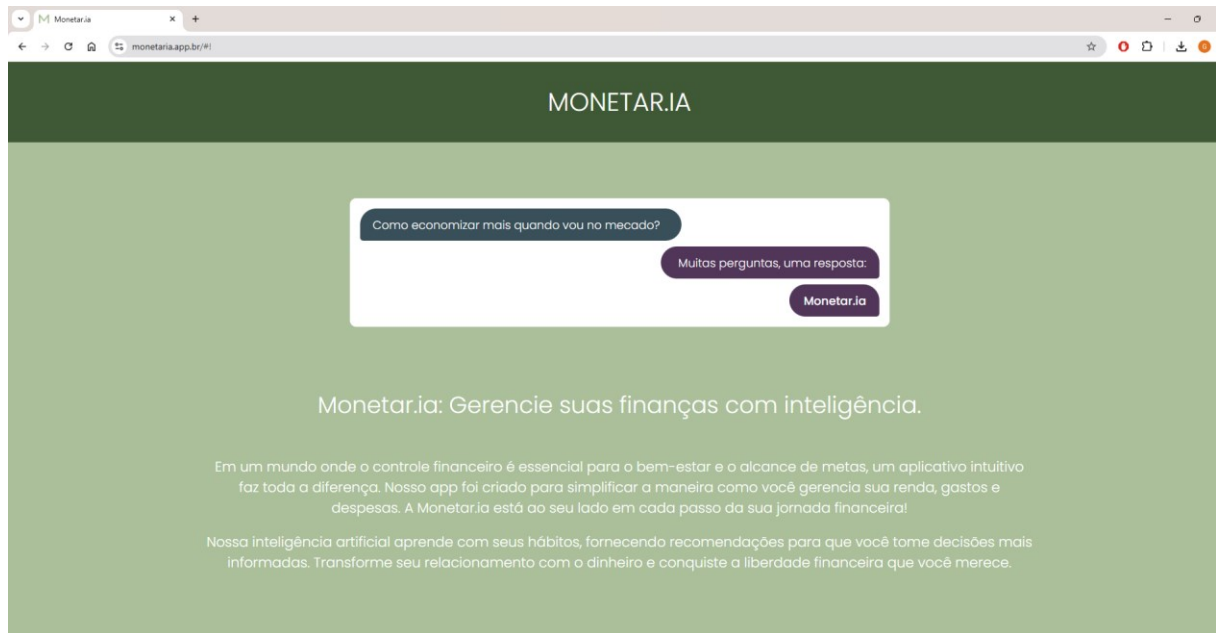 Monetar.ia
monetaria.app.br/#!
MONETAR.IA
Como economizar mais quando vou no mecado?
Muitas perguntas, uma resposta:
Monetar.ia
Monetar.ia: Gerencie suas finanças com inteligência.
Em um mundo onde o controle financeiro é essencial para o bem-estar e o alcance de metas, um aplicativo intuitivo
faz toda a diferença. Nosso app foi criado para simplificar a maneira como você gerencia sua renda, gastos e
despesas. A Monetar.ia está ao seu lado em cada passo da sua jornada financeira!
Nossa inteligência artificial aprende com seus hábitos, fornecendo recomendações para que você tome decisões mais
informadas. Transforme seu relacionamento com o dinheiro e conquiste a liberdade financeira que você merece.